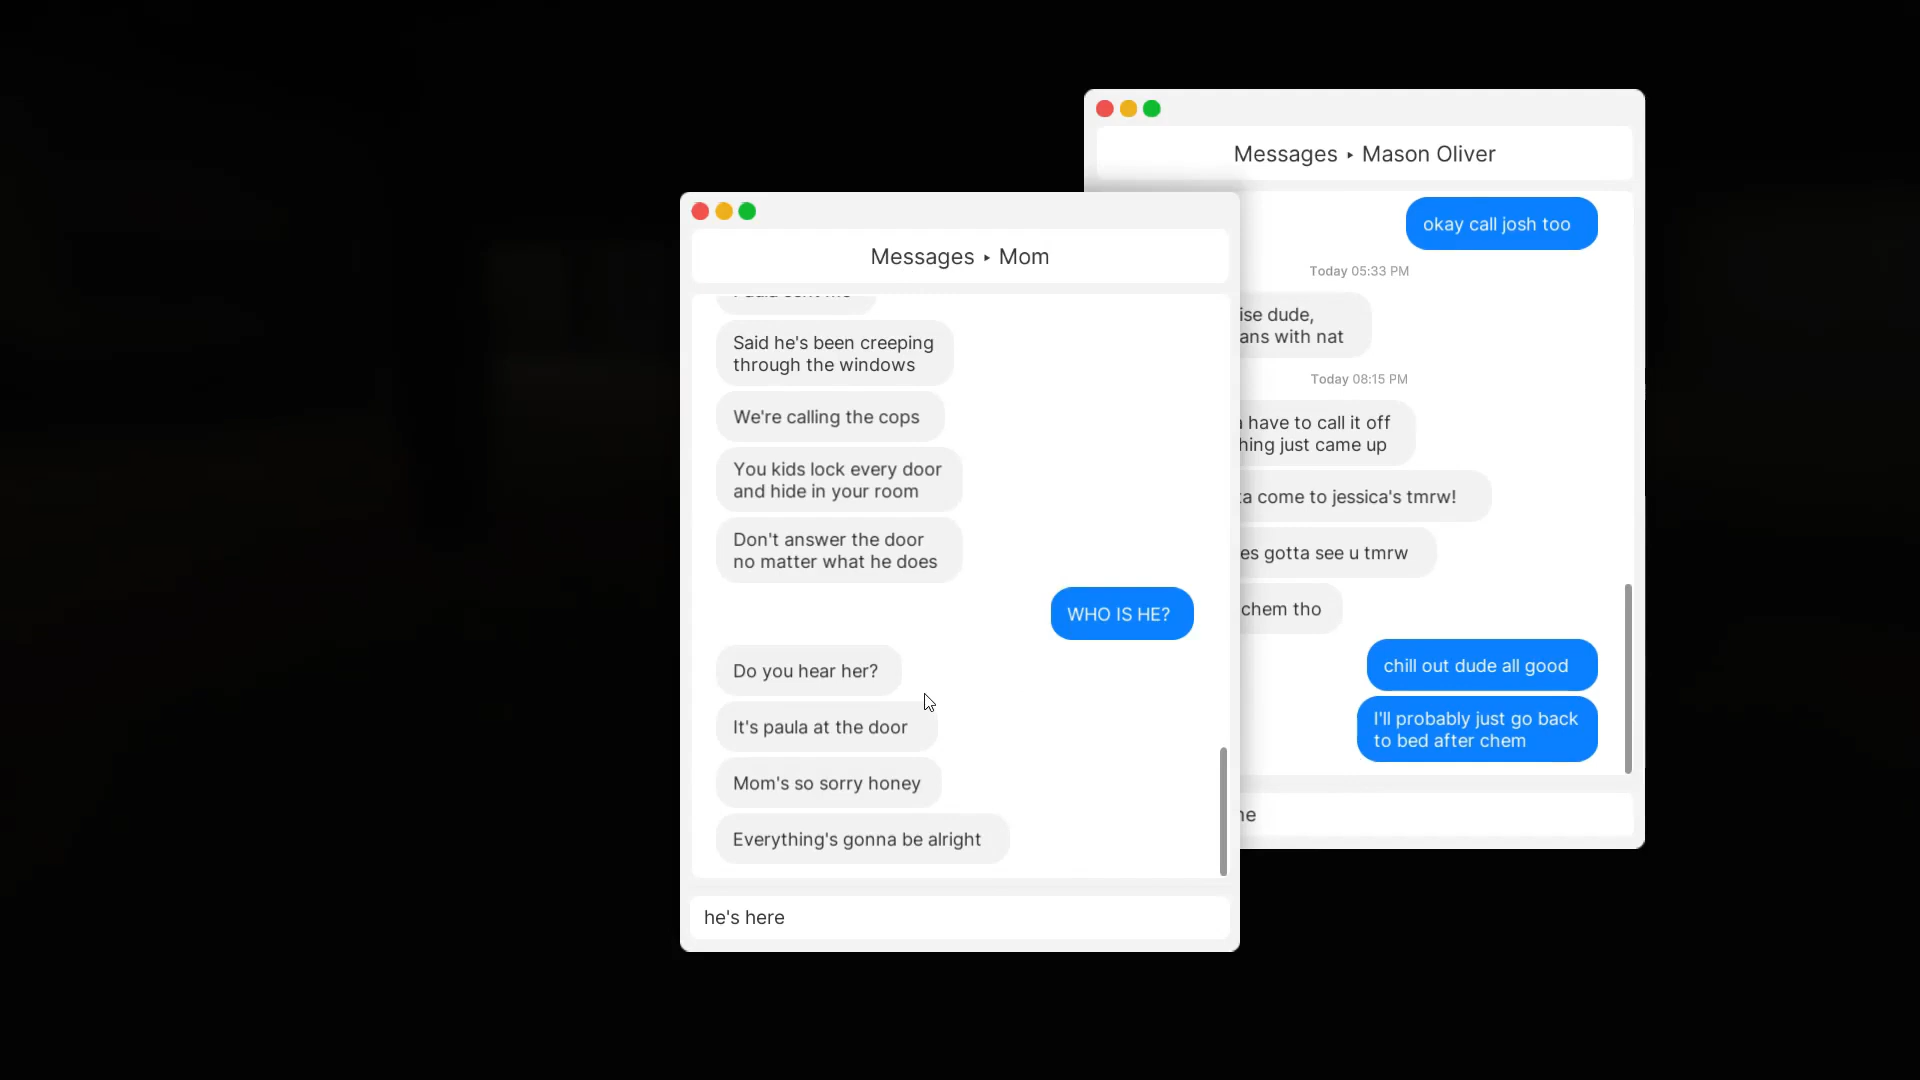 Messages ▸ Mason Oliver
okay call josh too
Today 05:33 PM
dude,
with nat
Today 08:15 PM
have to call it off
just came up
come to jessica's tmrw!
gotta see u tmrw
chem tho
chill out dude all good
I'll probably just go back
to bed after chem
Messages ▸ Mom
Said he's been creeping
through the windows
We're calling the cops
You kids lock every door
and hide in your room
Don't answer the door
no matter what he does
WHO IS HE?
Do you hear her?
It's paula at the door
Mom's so sorry honey
Everything's gonna be alright
he's here